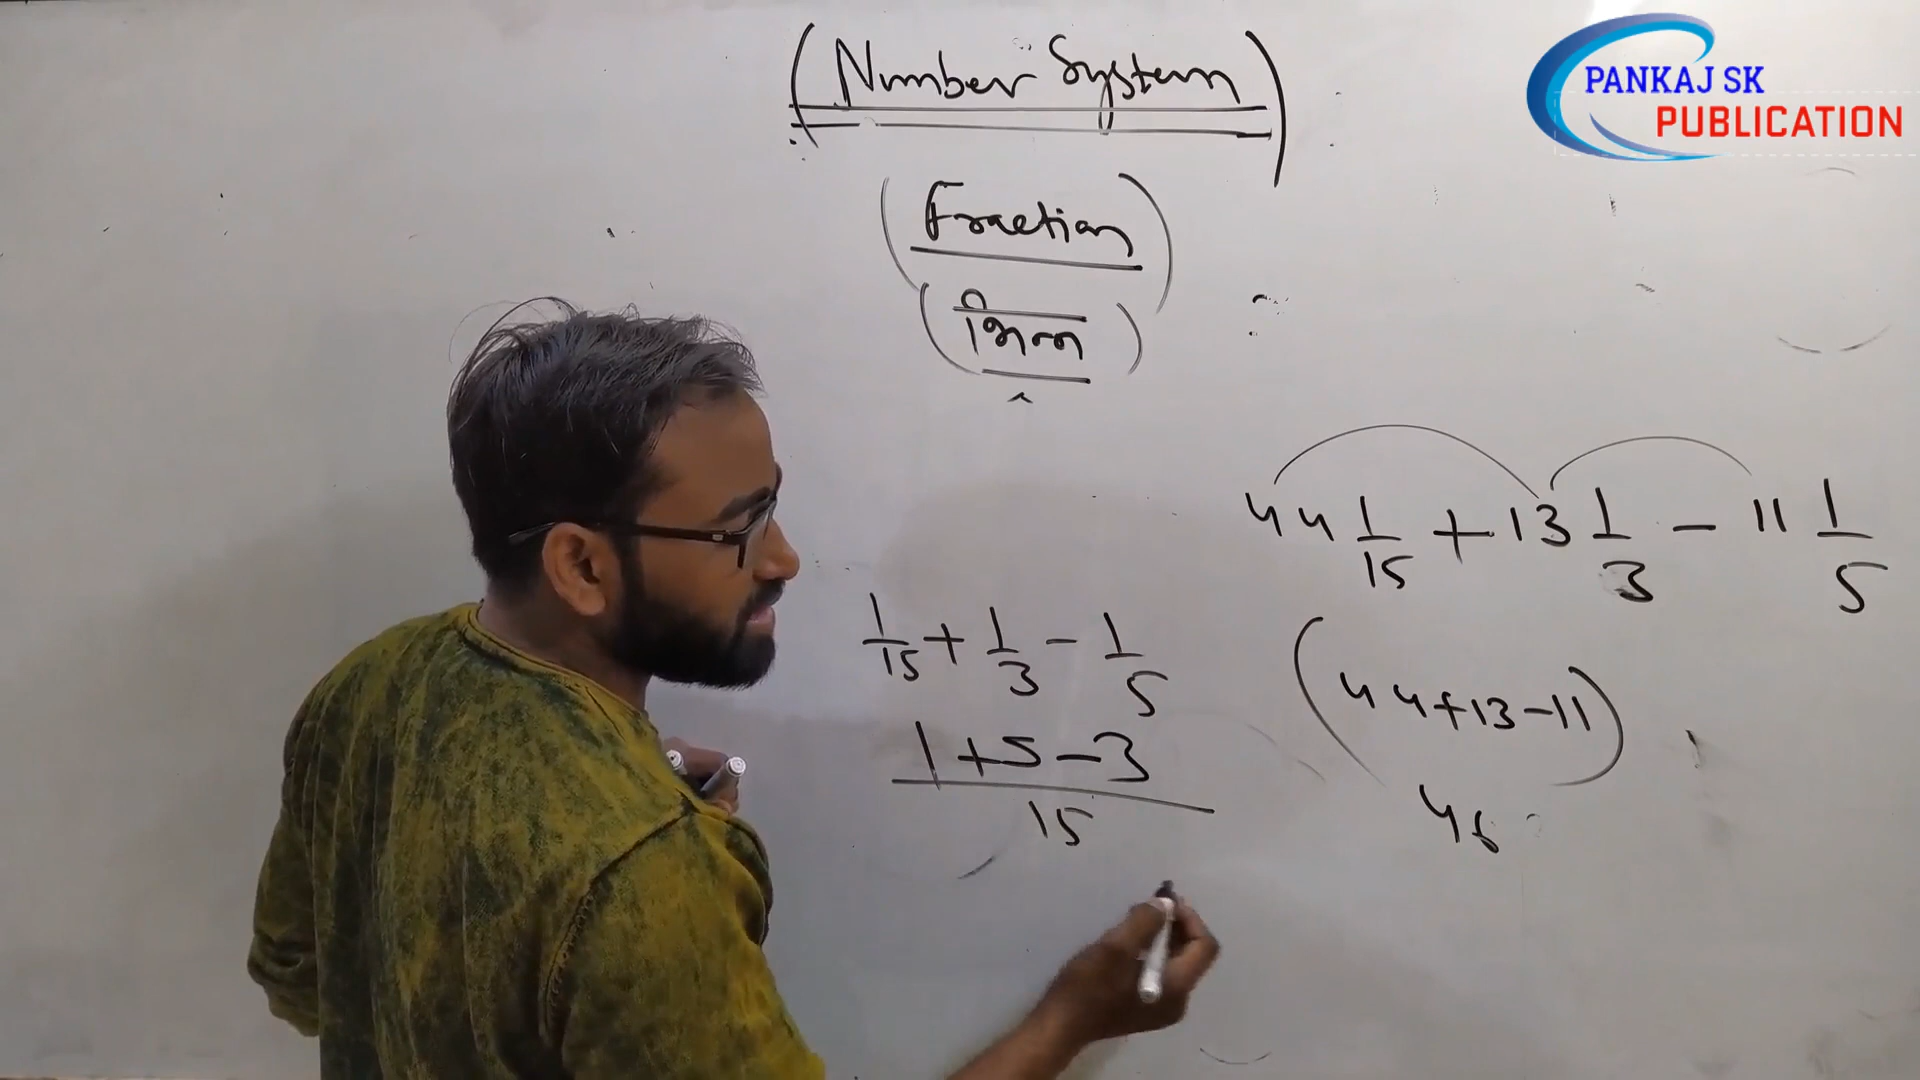 (Number System)
(Fraction)
(भिन्न)
PANKAJ SK
PUBLICATION
44 1/15 + 13 1/3 - 11 1/5
(44+13-11)
46
1/15 + 1/3 - 1/5
1+5-3
15